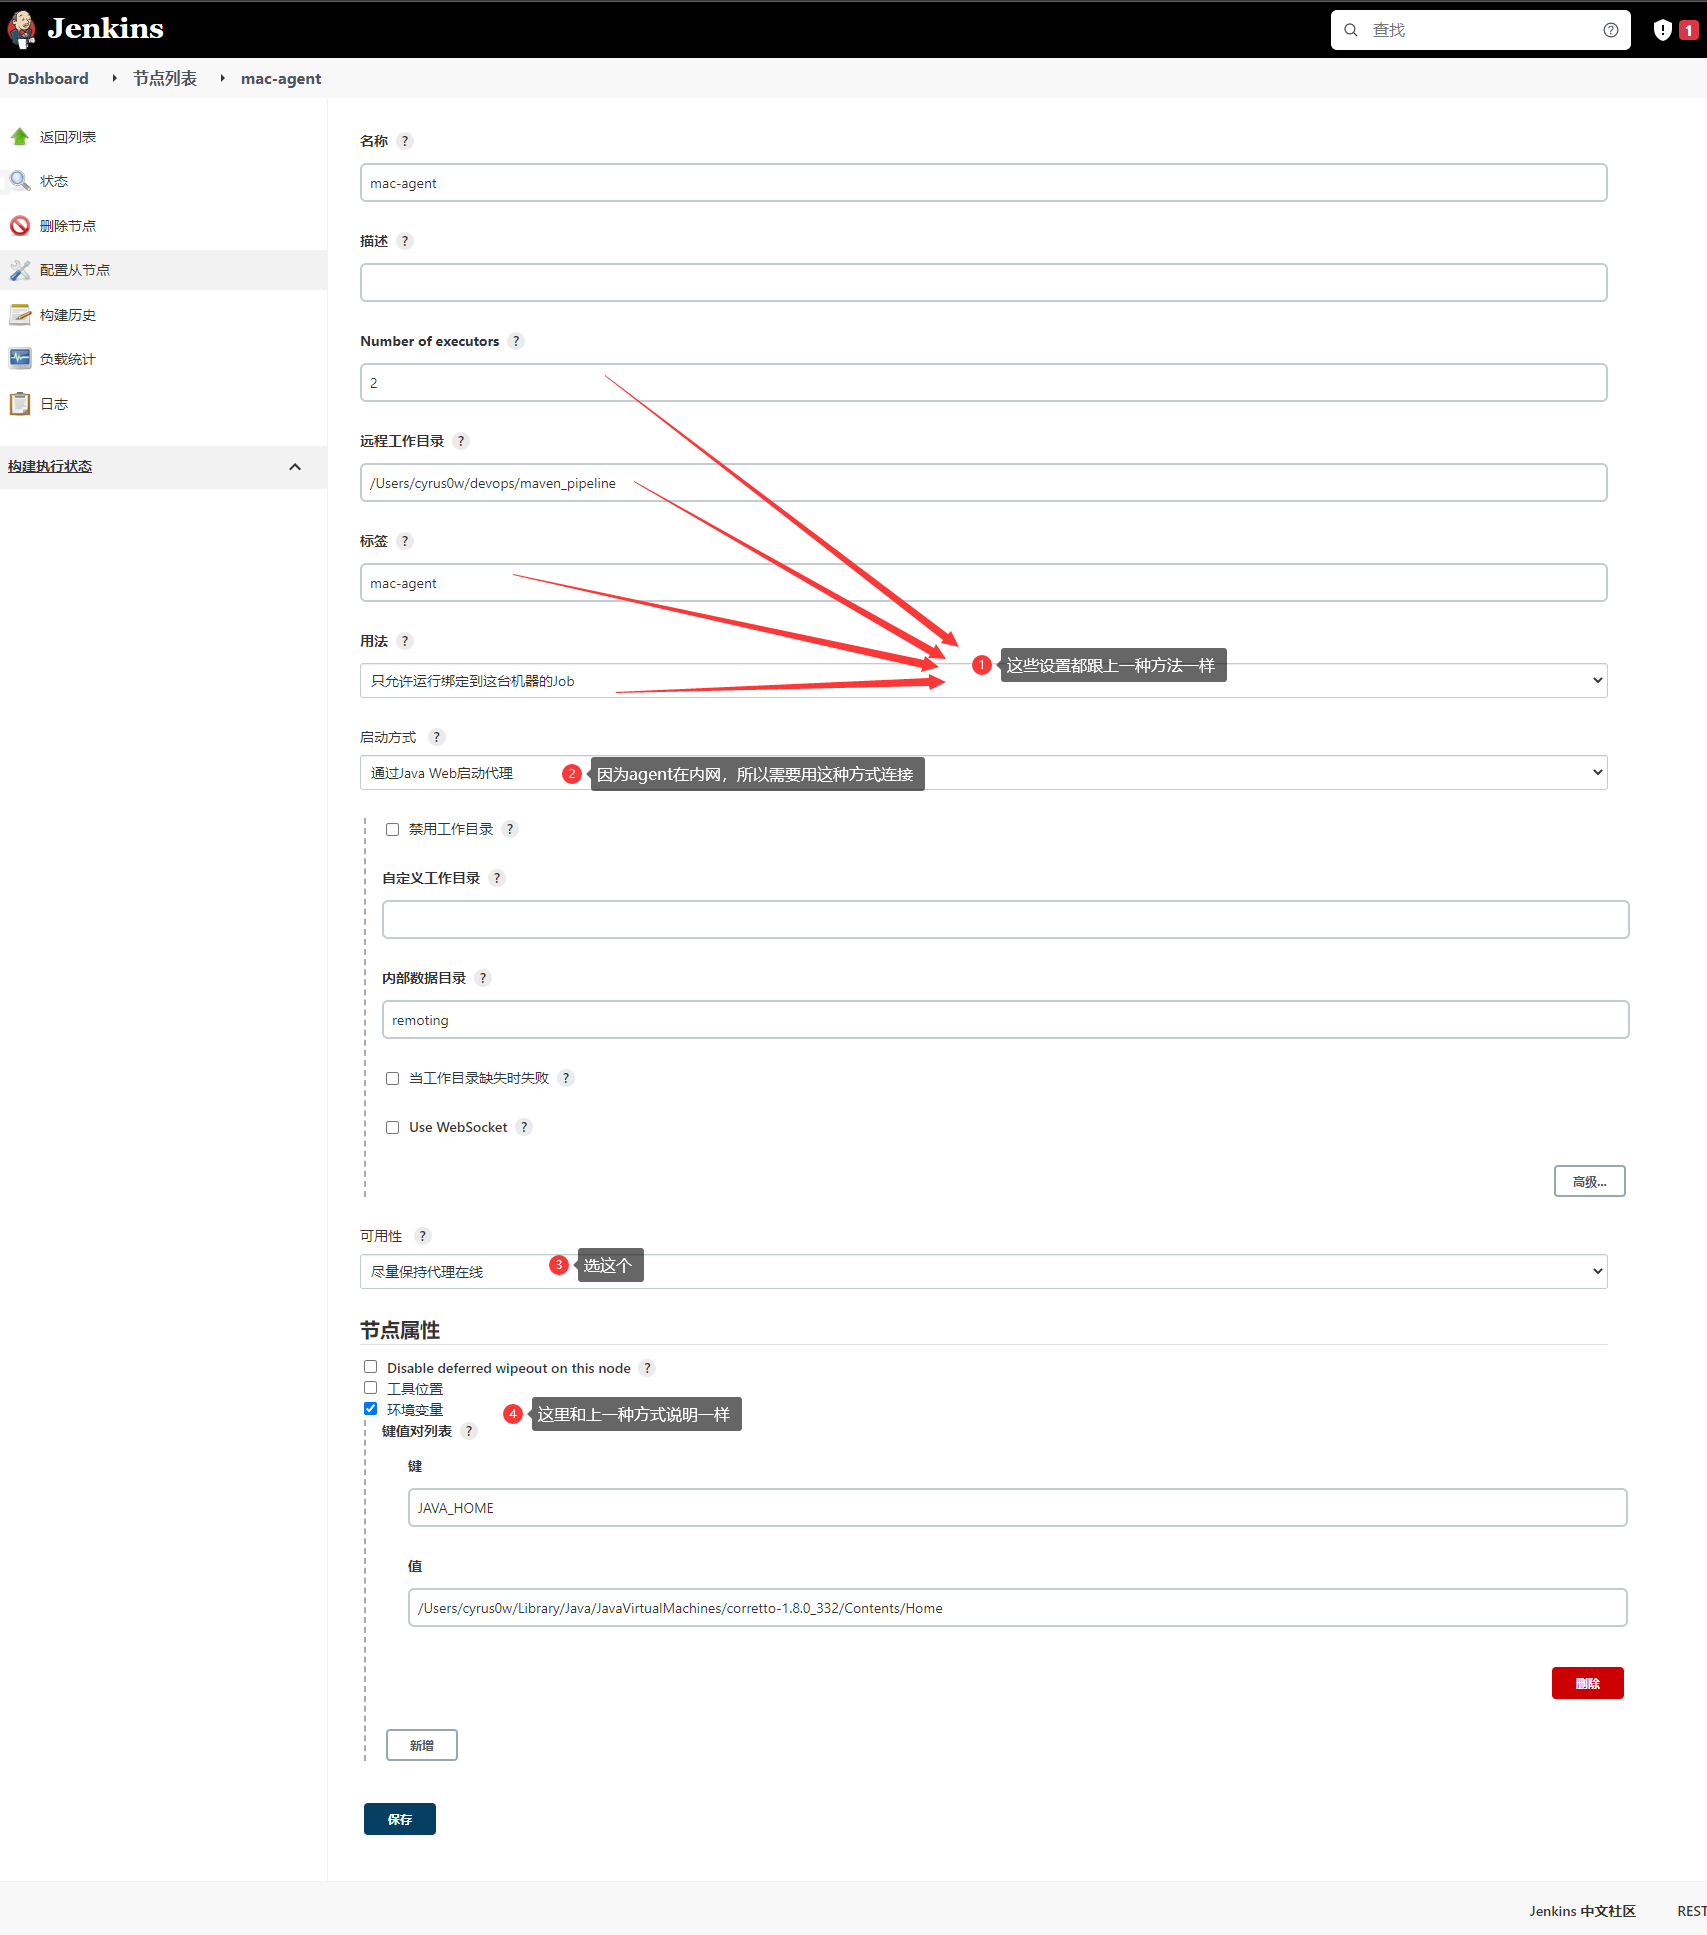 Jenkins
查找
1
Dashboard
节点列表
mac-agent
返回列表
状态
删除节点
配置从节点
构建历史
负载统计
日志
构建执行状态
名称 ?
mac-agent
描述 ?
Number of executors ?
2
远程工作目录 ?
/Users/cyrus0w/devops/maven_pipeline
标签 ?
mac-agent
用法 ?
1 这些设置都跟上一种方法一样
只允许运行绑定到这台机器的Job
启动方式 ?
通过Java Web启动代理
2 因为agent在内网，所以需要用这种方式连接
禁用工作目录 ?
自定义工作目录 ?
内部数据目录 ?
remoting
当工作目录缺失时失败 ?
Use WebSocket ?
高级...
可用性 ?
尽量保持代理在线
3 选这个
节点属性
Disable deferred wipeout on this node ?
工具位置
环境变量
4 这里和上一种方式说明一样
键值对列表 ?
键
JAVA_HOME
值
/Users/cyrus0w/Library/Java/JavaVirtualMachines/corretto-1.8.0_332/Contents/Home
删除
新增
保存
Jenkins 中文社区
REST